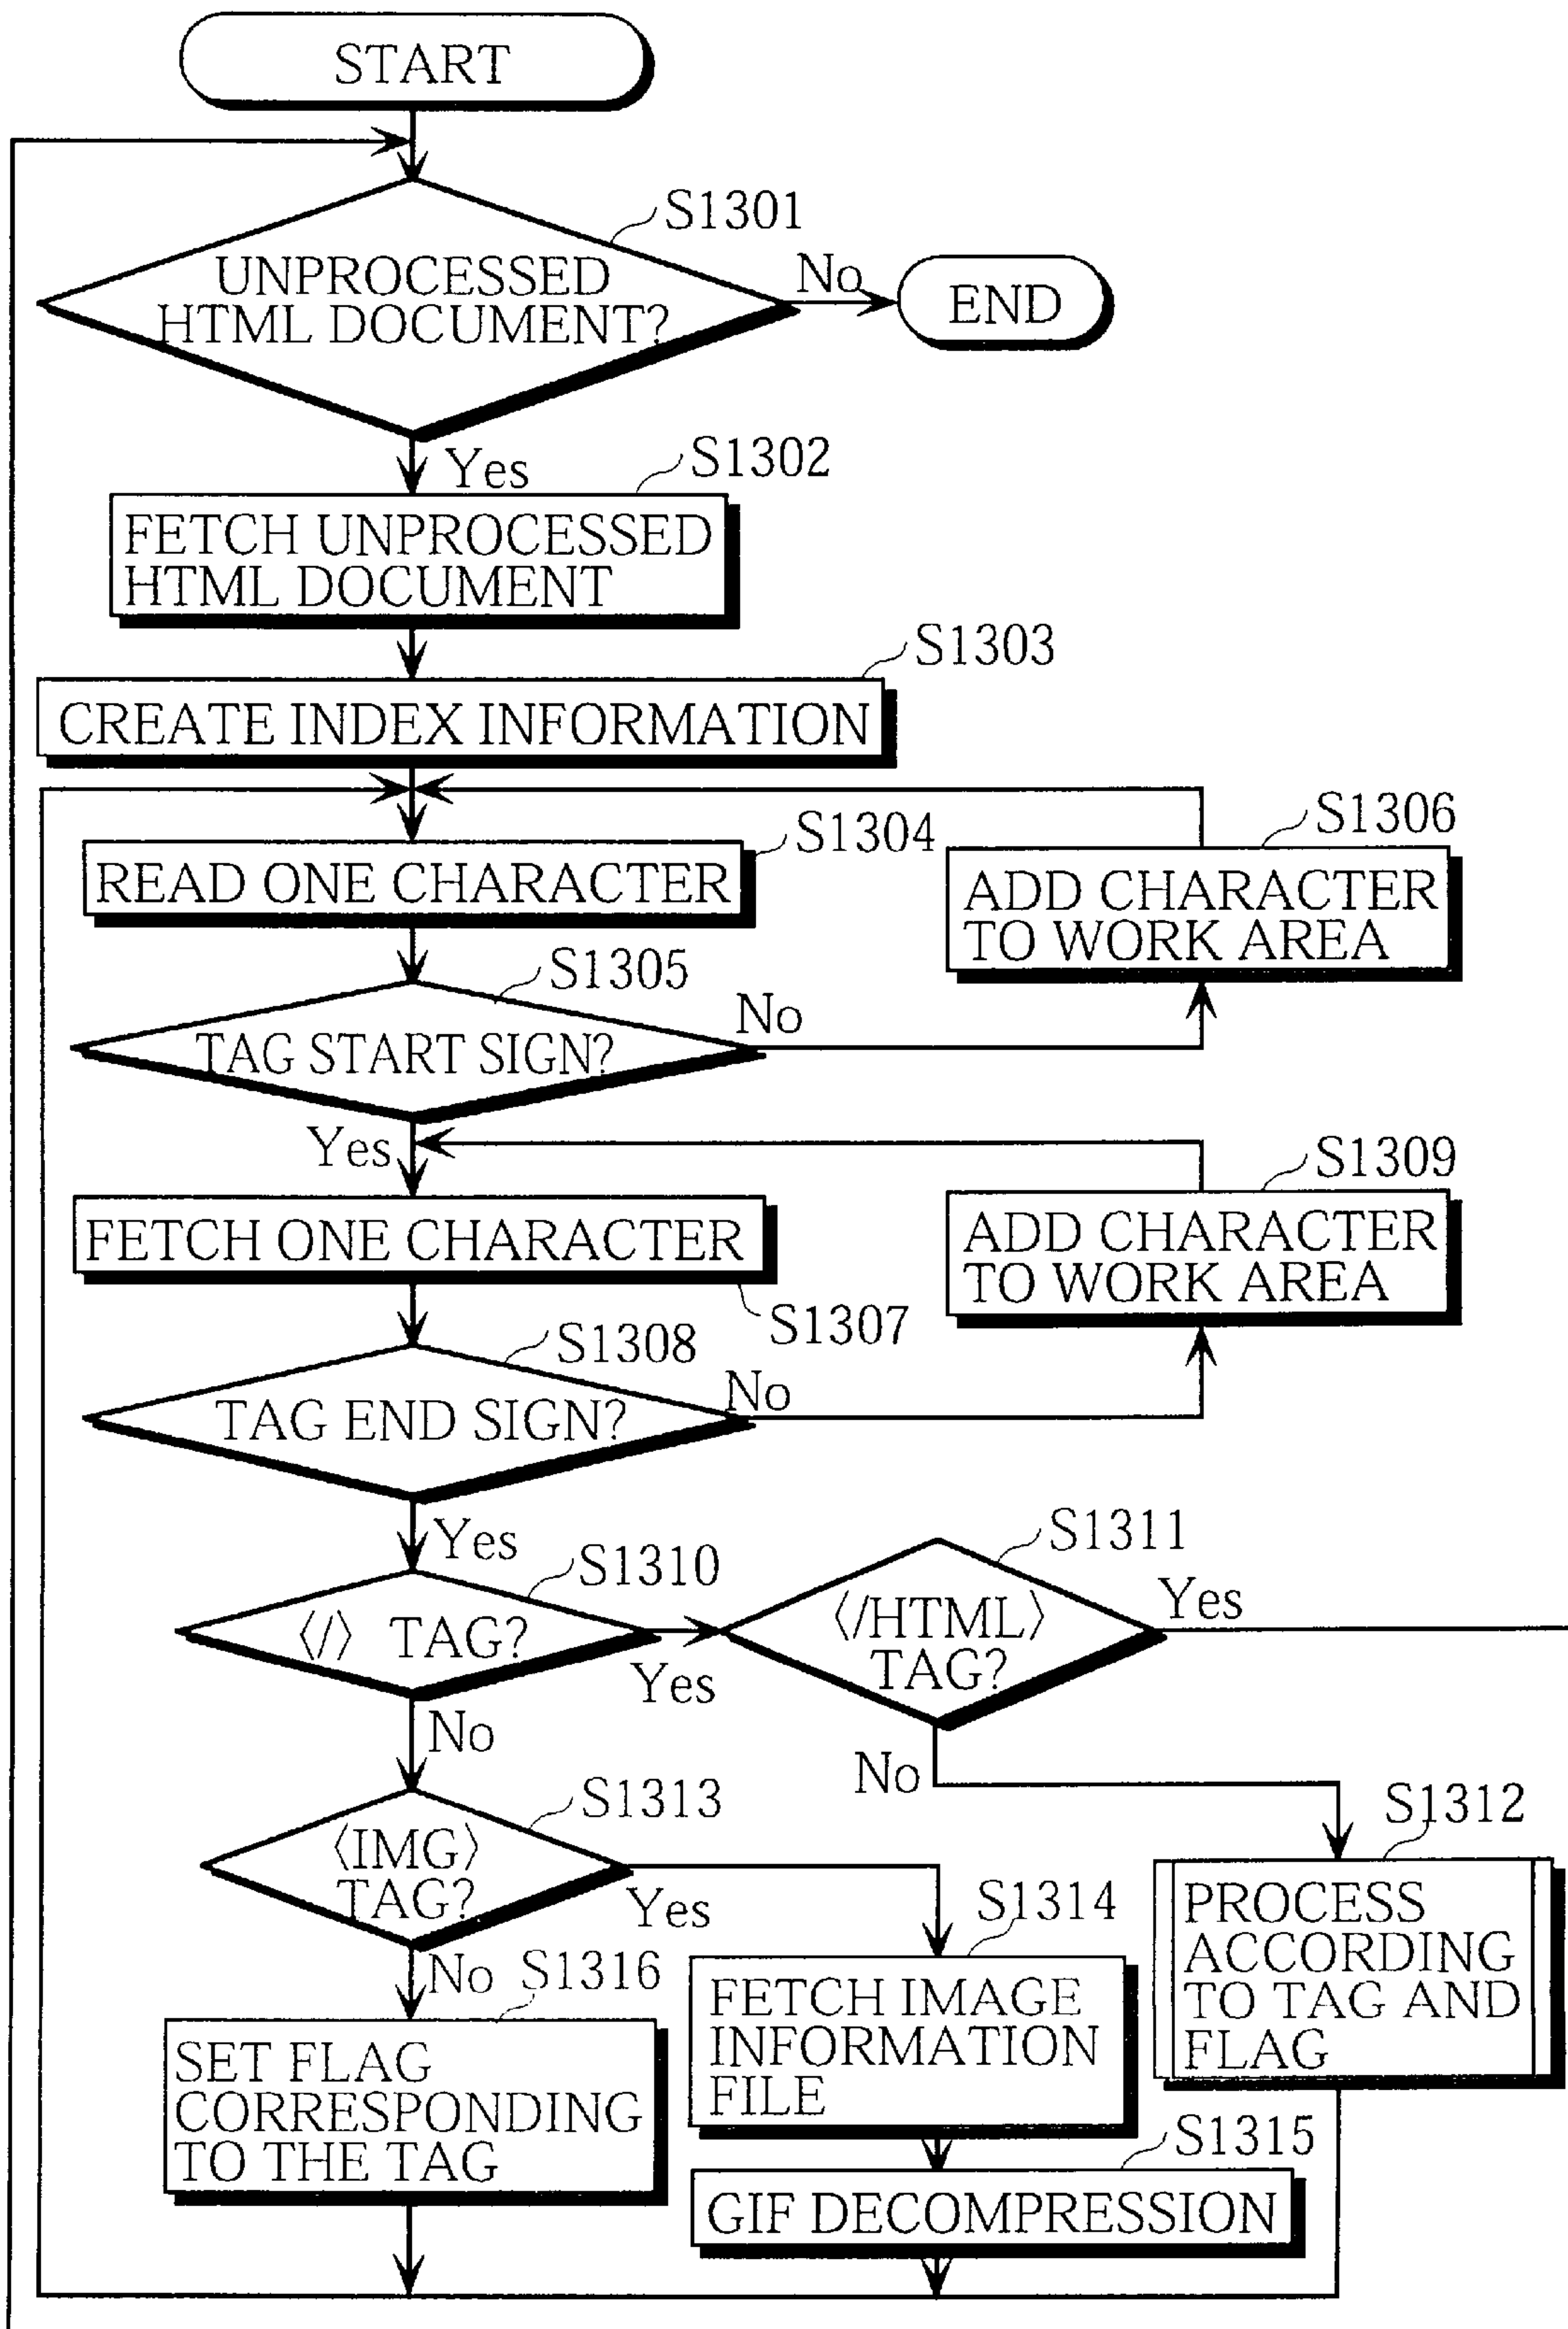 START
S1301
UNPROCESSED
HTML DOCUMENT?
No
END
Yes
S1302
FETCH UNPROCESSED
HTML DOCUMENT
S1303
CREATE INDEX INFORMATION
S1304
READ ONE CHARACTER
S1306
ADD CHARACTER
TO WORK AREA
S1305
TAG START SIGN?
No
Yes
FETCH ONE CHARACTER
S1307
S1309
ADD CHARACTER
TO WORK AREA
S1308
TAG END SIGN?
No
Yes
S1310
〈/〉 TAG?
Yes
S1311
〈/HTML〉
TAG?
Yes
No
No
S1312
PROCESS
ACCORDING
TO TAG AND
FLAG
S1313
〈IMG〉
TAG?
Yes
S1314
FETCH IMAGE
INFORMATION
FILE
No
S1316
SET FLAG
CORRESPONDING
TO THE TAG
S1315
GIF DECOMPRESSION